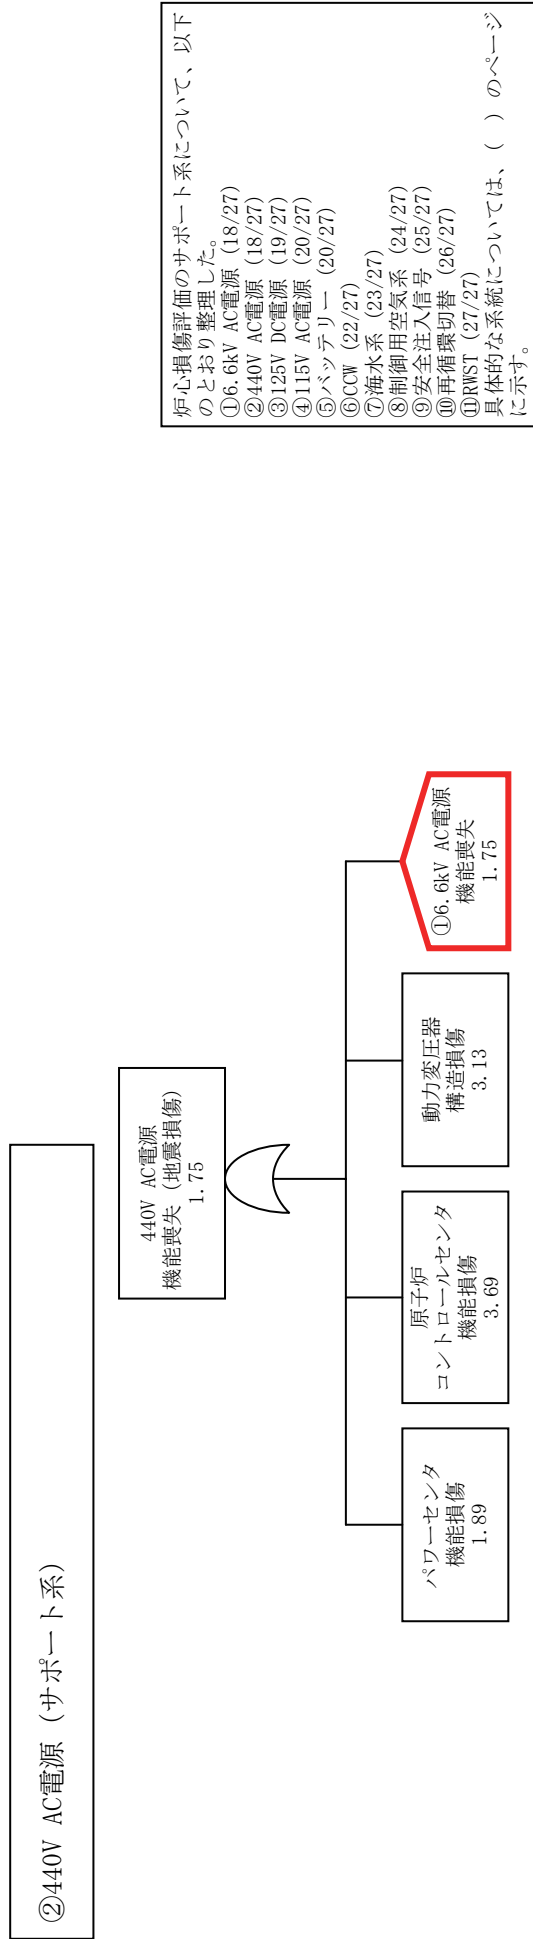 ②440V AC電源 (サポート系)
440V AC電源
機能喪失 (地震損傷)
1.75
パワーセンタ
機能損傷
1.89
原子炉
コントロールセンタ
機能損傷
3.69
動力変圧器
構造損傷
3.13
①6.6kV AC電源
機能喪失
1.75
炉心損傷評価のサポート系について、以下
のとおり整理した。
①6.6kV AC電源 (18/27)
②440V AC電源 (18/27)
③125V DC電源 (19/27)
④115V AC電源 (20/27)
⑤バッテリー (20/27)
⑥CCW (22/27)
⑦海水系 (23/27)
⑧制御用空気系 (24/27)
⑨安全注入信号 (25/27)
⑩再循環切替 (26/27)
⑪RWST (27/27)
具体的な系統については、( ) のページ
に示す。